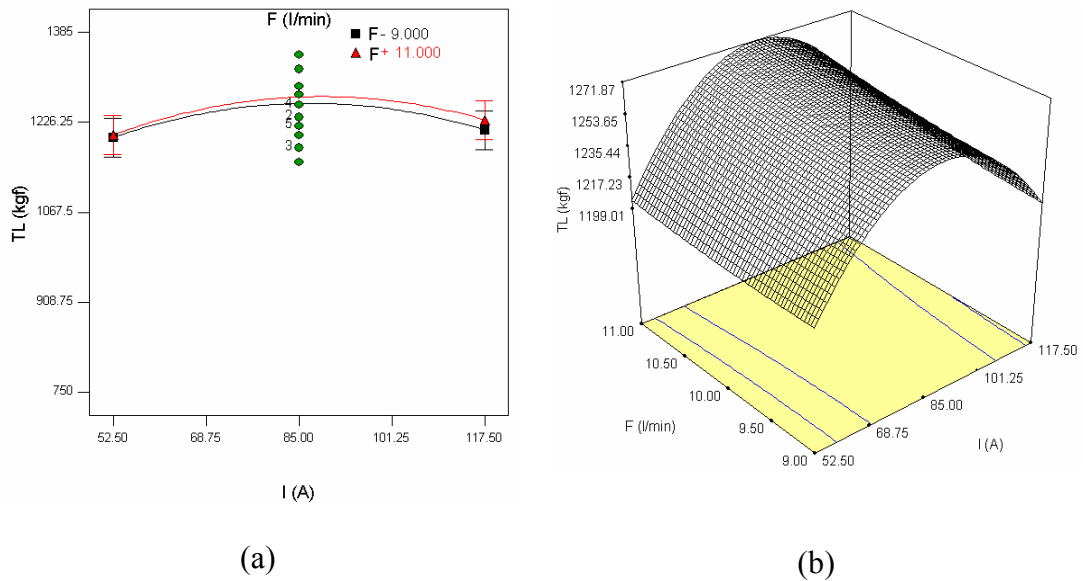 F (l/min)
F - 9.000
F + 11.000
1385
1226.25
1067.5
908.75
750
TL (kgf)
4
2
5
3
52.50
68.75
85.00
101.25
117.50
I (A)
(a)
1271.87
1253.65
1235.44
1217.23
1199.01
TL (kgf)
11.00
10.50
10.00
9.50
9.00
F (l/min)
52.50
68.75
85.00
101.25
117.50
I (A)
(b)